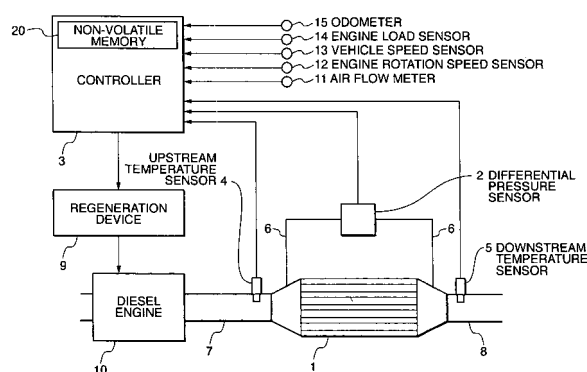 20
NON-VOLATILE
MEMORY
CONTROLLER
15 ODOMETER
14 ENGINE LOAD SENSOR
13 VEHICLE SPEED SENSOR
12 ENGINE ROTATION SPEED SENSOR
11 AIR FLOW METER
3
UPSTREAM
TEMPERATURE
SENSOR 4
2 DIFFERENTIAL
PRESSURE
SENSOR
REGENERATION
DEVICE
9
6
6
5 DOWNSTREAM
TEMPERATURE
SENSOR
DIESEL
ENGINE
10
7
1
8